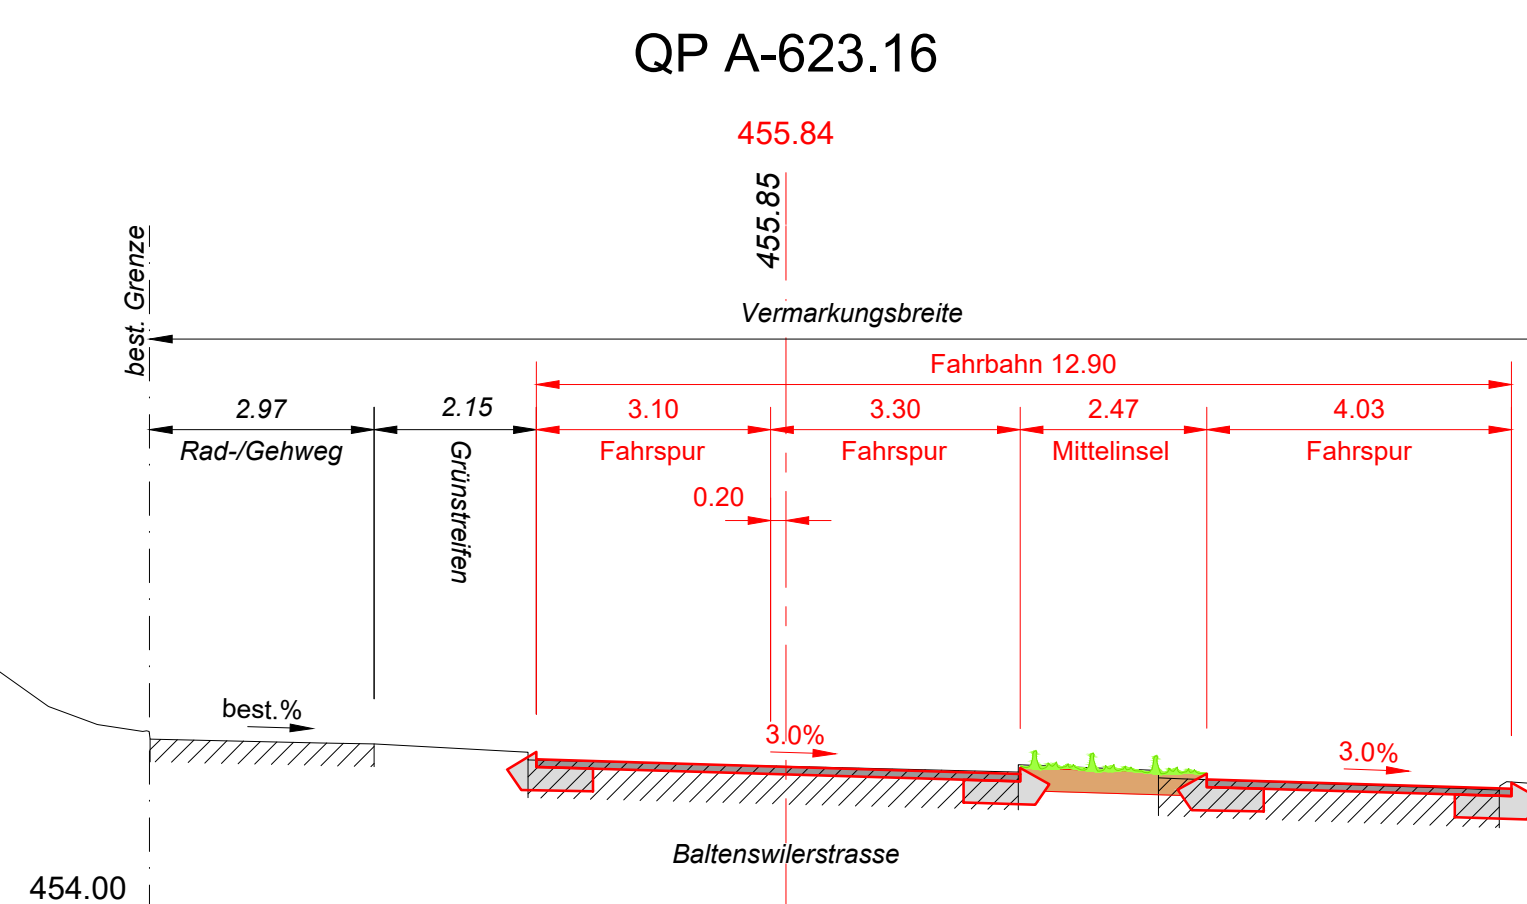 QP A-623.16
455.84
455.85
best. Grenze
Vermarkungsbreite
Fahrbahn 12.90
2.97
2.15
3.10
3.30
2.47
4.03
Rad-/Gehweg
Grünstreifen
Fahrspur
Fahrspur
Mittelinsel
Fahrspur
0.20
best.%
3.0%
3.0%
Baltenswilerstrasse
454.00